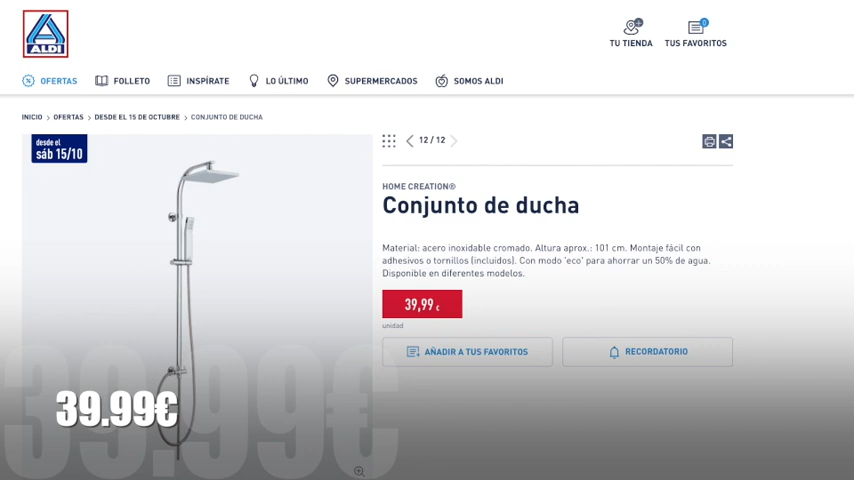 ALDI
TU TIENDA
0
TUS FAVORITOS
OFERTAS
FOLLETO
INSPÍRATE
LO ÚLTIMO
SUPERMERCADOS
SOMOS ALDI
INICIO > OFERTAS > DESDE EL 15 DE OCTUBRE > CONJUNTO DE DUCHA
desde el
sáb 15/10
12 / 12
HOME CREATION®
Conjunto de ducha
Material: acero inoxidable cromado. Altura aprox.: 101 cm. Montaje fácil con
adhesivos o tornillos (incluidos). Con modo 'eco' para ahorrar un 50% de agua.
Disponible en diferentes modelos.
39,99 €
unidad
AÑADIR A TUS FAVORITOS
RECORDATORIO
39.99€
39.99€